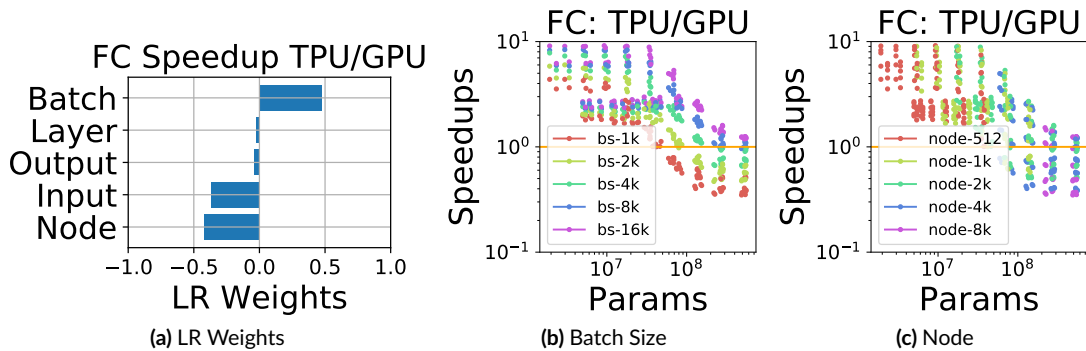 FC Speedup TPU/GPU
Batch
Layer
Output
Input
Node
−1.0 −0.5 0.0 0.5 1.0
LR Weights
(a) LR Weights
FC: TPU/GPU
Speedups
10^1
10^0
10^−1
bs-1k
bs-2k
bs-4k
bs-8k
bs-16k
10^7 10^8
Params
(b) Batch Size
FC: TPU/GPU
Speedups
10^1
10^0
10^−1
node-512
node-1k
node-2k
node-4k
node-8k
10^7 10^8
Params
(c) Node